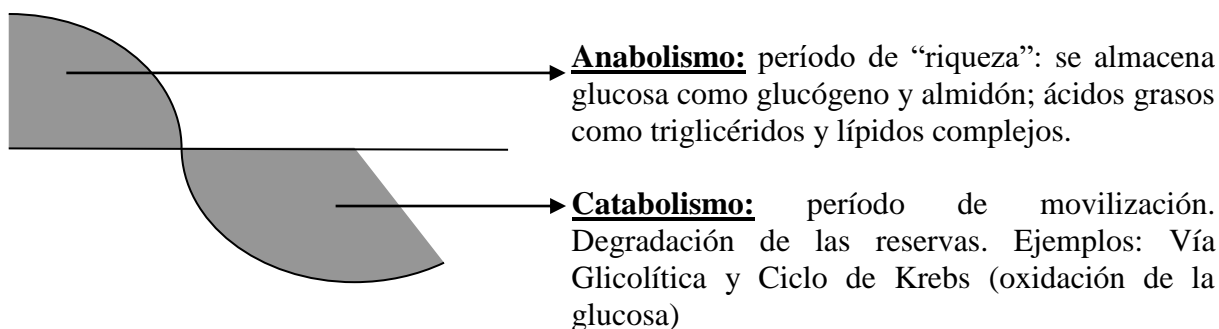 Anabolismo: período de “riqueza”: se almacena
glucosa como glucógeno y almidón; ácidos grasos
como triglicéridos y lípidos complejos.
Catabolismo: período de movilización.
Degradación de las reservas. Ejemplos: Vía
Glicolítica y Ciclo de Krebs (oxidación de la
glucosa)